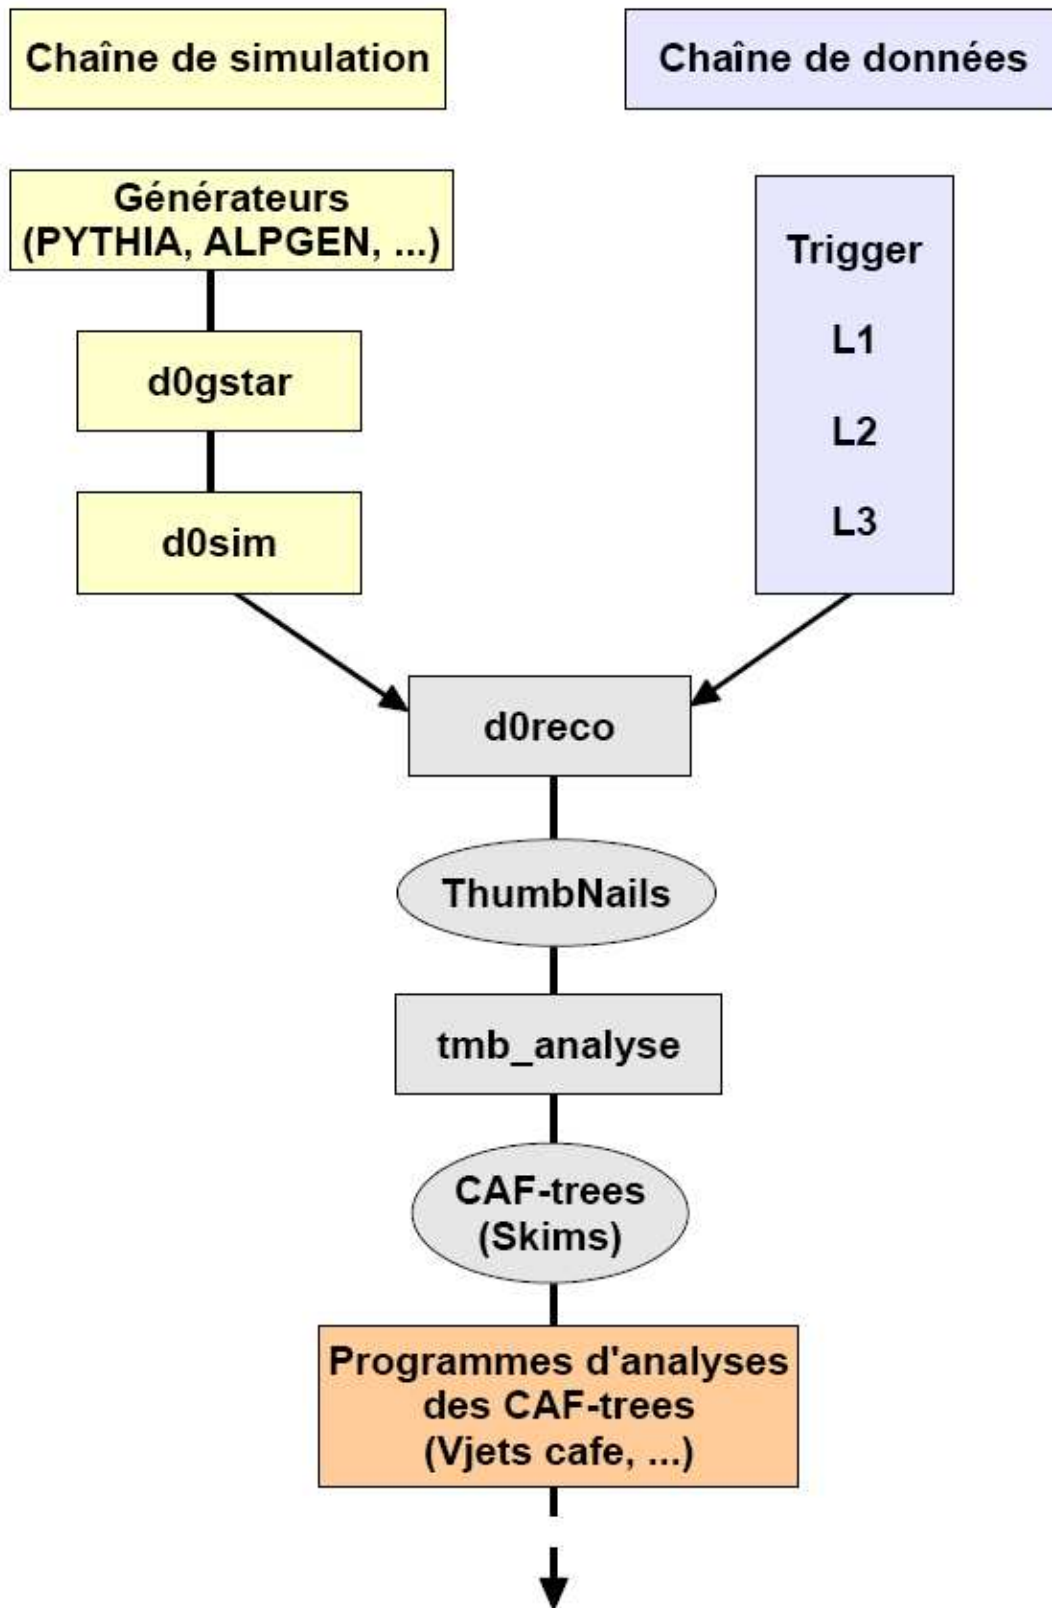 Chaîne de simulation
Chaîne de données
Générateurs
(PYTHIA, ALPGEN, ...)
d0gstar
d0sim
Trigger
L1
L2
L3
d0reco
ThumbNails
tmb_analyse
CAF-trees
(Skims)
Programmes d'analyses
des CAF-trees
(Vjets cafe, ...)